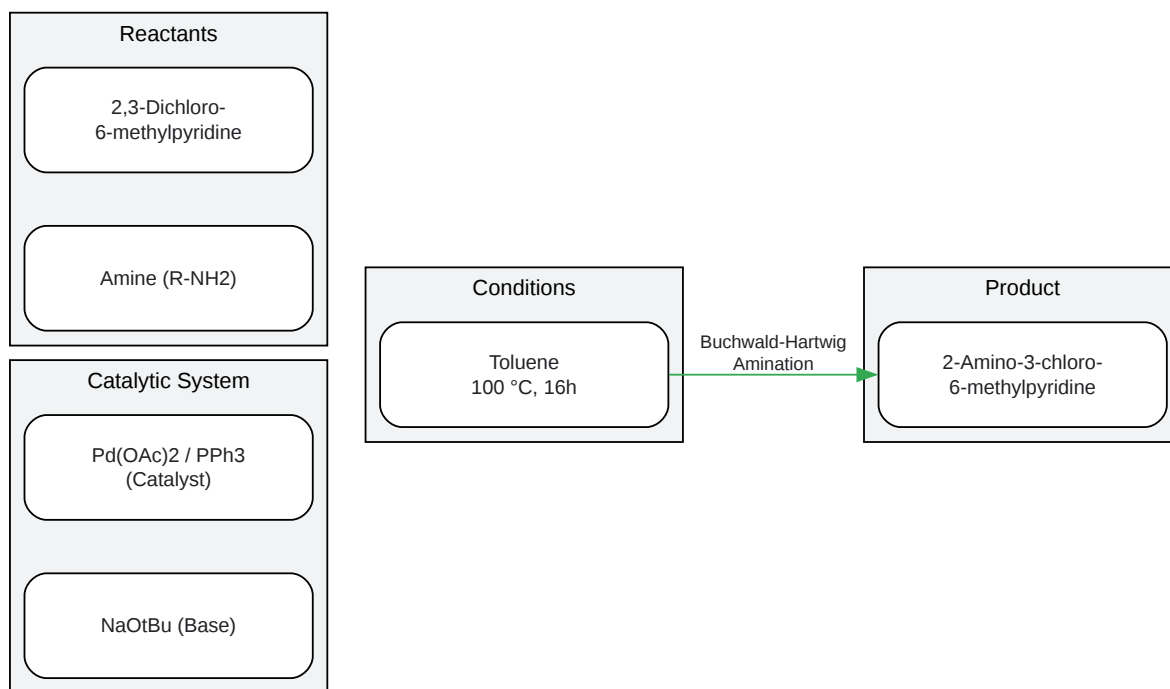 Reactants
2,3-Dichloro-
6-methylpyridine
Amine (R-NH2)
Catalytic System
Pd(OAc)2 / PPh3
(Catalyst)
NaOtBu (Base)
Conditions
Toluene
100 °C, 16h
Buchwald-Hartwig
Amination
Product
2-Amino-3-chloro-
6-methylpyridine